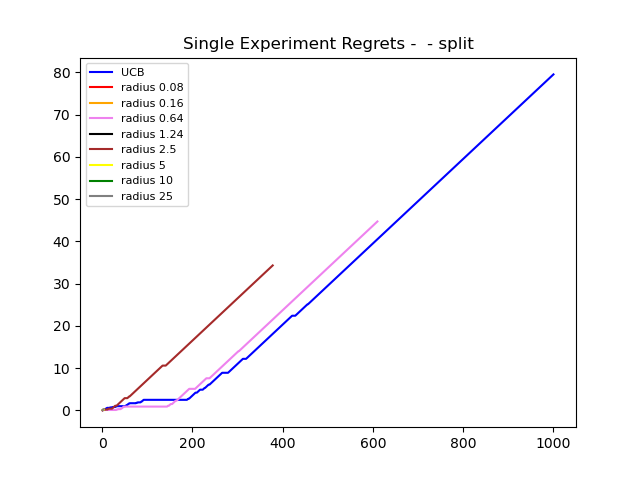 Single Experiment Regrets -  - split
UCB
radius 0.08
radius 0.16
radius 0.64
radius 1.24
radius 2.5
radius 5
radius 10
radius 25
80
70
60
50
40
30
20
10
0
0 200 400 600 800 1000